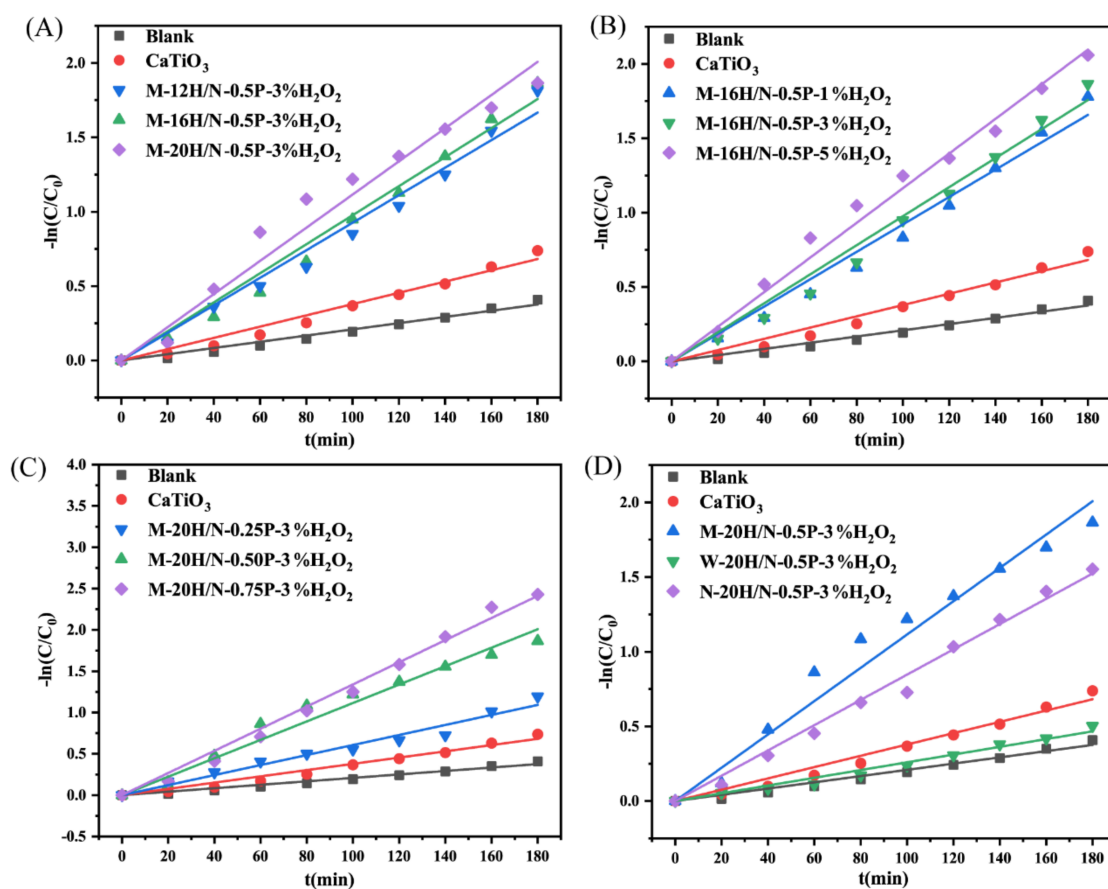 (A)
Blank
CaTiO₃
M-12H/N-0.5P-3%H₂O₂
M-16H/N-0.5P-3%H₂O₂
M-20H/N-0.5P-3%H₂O₂
2.0
1.5
1.0
0.5
0.0
-ln(C/C₀)
0 20 40 60 80 100 120 140 160 180
t(min)
(B)
Blank
CaTiO₃
M-16H/N-0.5P-1%H₂O₂
M-16H/N-0.5P-3%H₂O₂
M-16H/N-0.5P-5%H₂O₂
2.0
1.5
1.0
0.5
0.0
-ln(C/C₀)
0 20 40 60 80 100 120 140 160 180
t(min)
(C)
Blank
CaTiO₃
M-20H/N-0.25P-3%H₂O₂
M-20H/N-0.50P-3%H₂O₂
M-20H/N-0.75P-3%H₂O₂
4.0
3.5
3.0
2.5
2.0
1.5
1.0
0.5
0.0
-0.5
-ln(C/C₀)
0 20 40 60 80 100 120 140 160 180
t(min)
(D)
Blank
CaTiO₃
M-20H/N-0.5P-3%H₂O₂
W-20H/N-0.5P-3%H₂O₂
N-20H/N-0.5P-3%H₂O₂
2.0
1.5
1.0
0.5
0.0
-ln(C/C₀)
0 20 40 60 80 100 120 140 160 180
t(min)